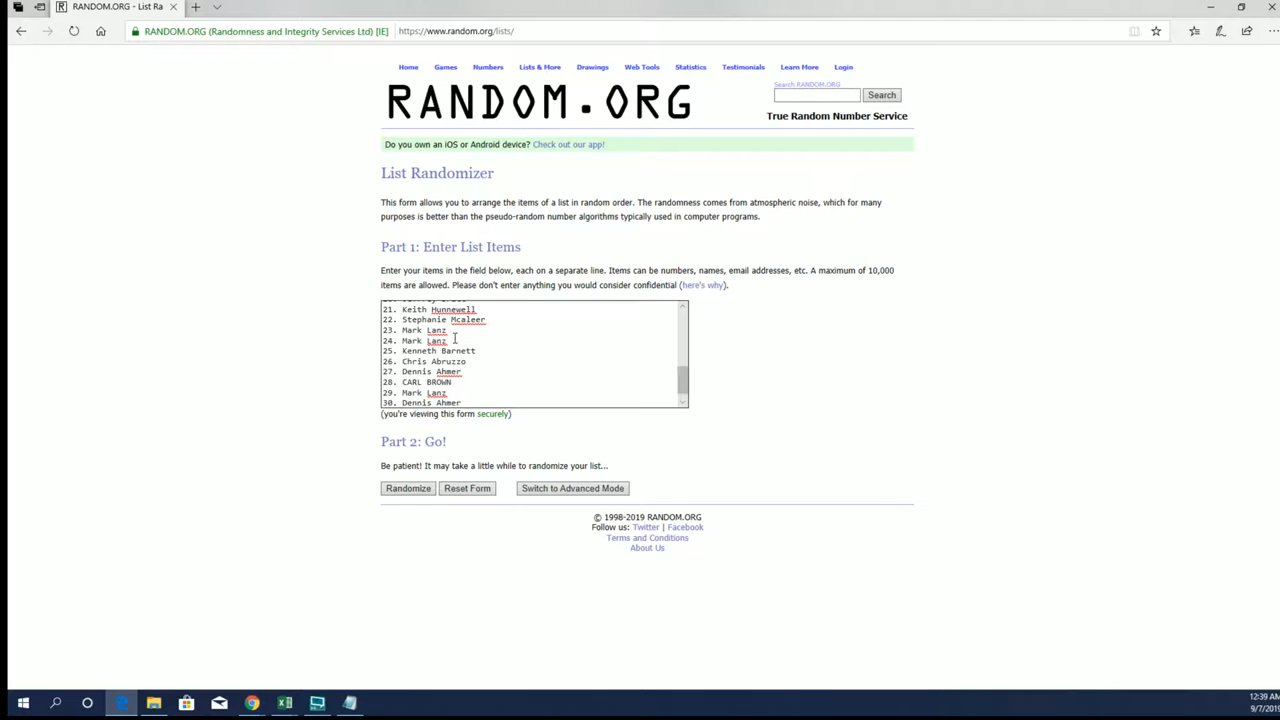 RANDOM.ORG - List Ra
RANDOM.ORG (Randomness and Integrity Services Ltd) [IE]
https://www.random.org/lists/
Home Games Numbers Lists & More Drawings Web Tools Statistics Testimonials Learn More Login
RANDOM.ORG
Search RANDOM.ORG
Search
True Random Number Service
Do you own an iOS or Android device? Check out our app!
List Randomizer
This form allows you to arrange the items of a list in random order. The randomness comes from atmospheric noise, which for many
purposes is better than the pseudo-random number algorithms typically used in computer programs.
Part 1: Enter List Items
Enter your items in the field below, each on a separate line. Items can be numbers, names, email addresses, etc. A maximum of 10,000
items are allowed. Please don't enter anything you would consider confidential (here's why).
21. Keith Hunnewell
22. Stephanie Mcaleer
23. Mark Lanz
24. Mark Lanz
25. Kenneth Barnett
26. Chris Abruzzo
27. Dennis Ahmer
28. CARL BROWN
29. Mark Lanz
30. Dennis Ahmer
(you're viewing this form securely)
Part 2: Go!
Be patient! It may take a little while to randomize your list...
Randomize Reset Form Switch to Advanced Mode
© 1998-2019 RANDOM.ORG
Follow us: Twitter | Facebook
Terms and Conditions
About Us
12:39 AM